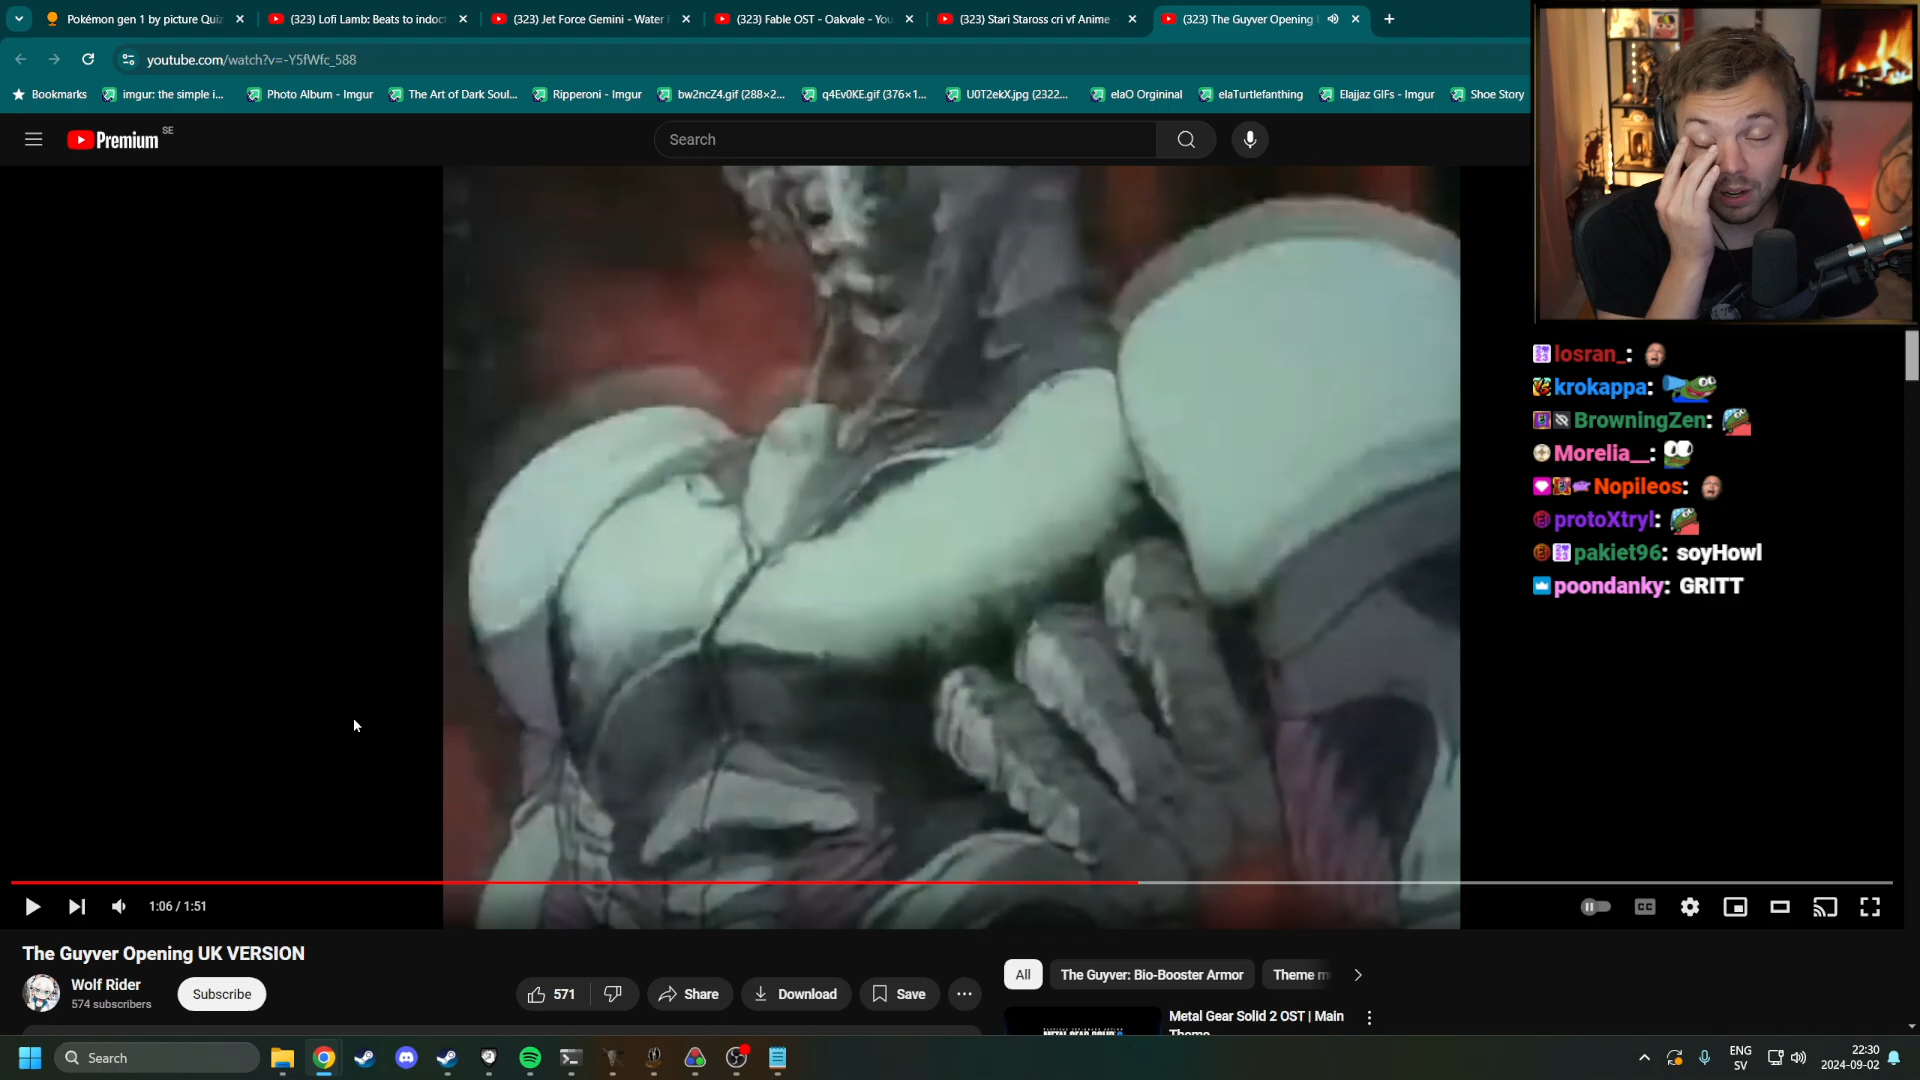 Pokémon gen 1 by picture Quiz
(323) Lofi Lamb: Beats to indoct
(323) Jet Force Gemini - Water R
(323) Fable OST - Oakvale - You
(323) Stari Staross cri vf Anime
(323) The Guyver Opening
youtube.com/watch?v=-Y5fWfc_588
Bookmarks
imgur: the simple i...
Photo Album - Imgur
The Art of Dark Soul...
Ripperoni - Imgur
bw2ncZ4.gif (288×2...
q4Ev0KE.gif (376×1...
U0T2ekX.jpg (2322...
elaO Orgininal
elaTurtlefanthing
Elajjaz GIFs - Imgur
Shoe Story
Premium SE
Search
losran_:
krokappa:
BrowningZen:
Morelia__:
Nopileos:
protoXtryl:
pakiet96: soyHowl
poondanky: GRITT
1:06 / 1:51
CC
The Guyver Opening UK VERSION
Wolf Rider
574 subscribers
Subscribe
571
Share
Download
Save
All
The Guyver: Bio-Booster Armor
Theme m
Metal Gear Solid 2 OST | Main
Theme
Search
ENG
SV
22:30
2024-09-02